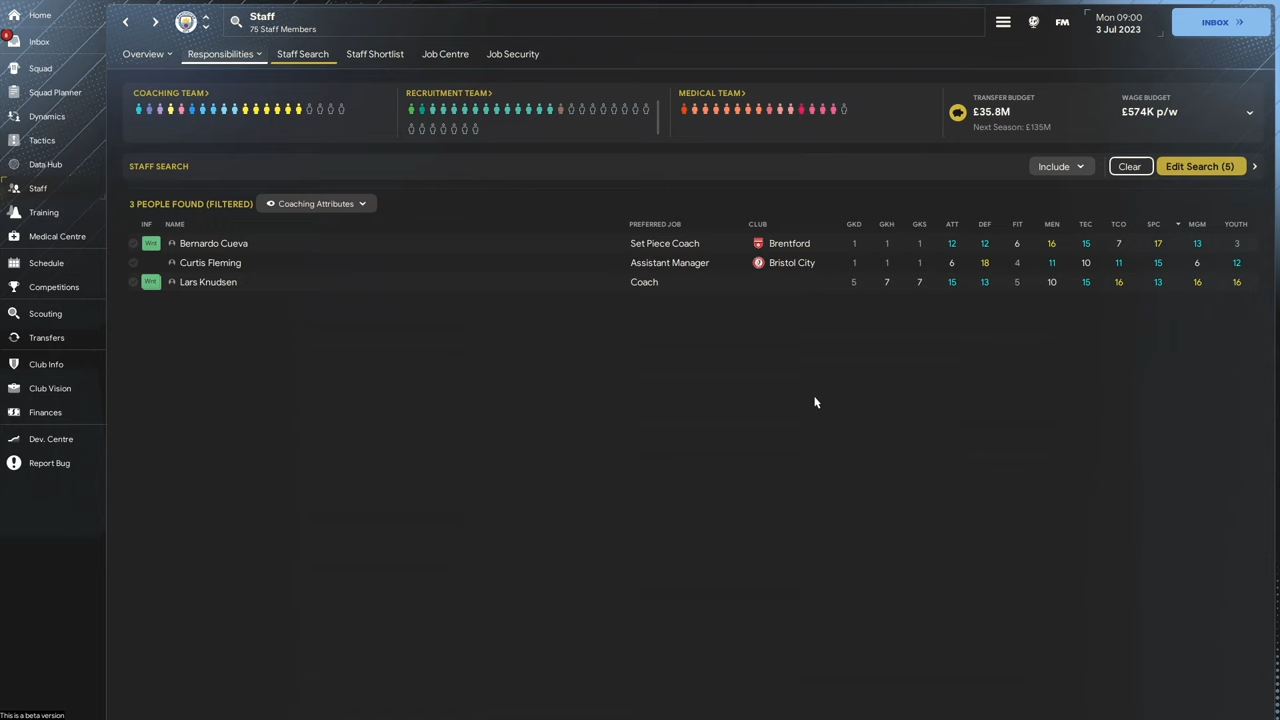 Home
Inbox
8
Squad
Squad Planner
Dynamics
Tactics
Data Hub
Staff
Training
Medical Centre
Schedule
Competitions
Scouting
Transfers
Club Info
Club Vision
Finances
Dev. Centre
Report Bug
This is a beta version
Staff
75 Staff Members
FM
Mon 09:00
3 Jul 2023
INBOX
Overview Responsibilities Staff Search Staff Shortlist Job Centre Job Security
COACHING TEAM>
RECRUITMENT TEAM>
MEDICAL TEAM>
TRANSFER BUDGET
£35.8M
Next Season: £135M
WAGE BUDGET
£574K p/w
STAFF SEARCH
Include
Clear
Edit Search (5)
3 PEOPLE FOUND (FILTERED) Coaching Attributes
INF NAME PREFERRED JOB CLUB GKD GKH GKS ATT DEF FIT MEN TEC TCO SPC MGM YOUTH
Wnt Bernardo Cueva Set Piece Coach Brentford 1 1 1 12 12 6 16 15 7 17 13 3
Curtis Fleming Assistant Manager Bristol City 1 1 1 6 18 4 11 10 11 15 6 12
Wnt Lars Knudsen Coach 5 7 7 15 13 5 10 15 16 13 16 16